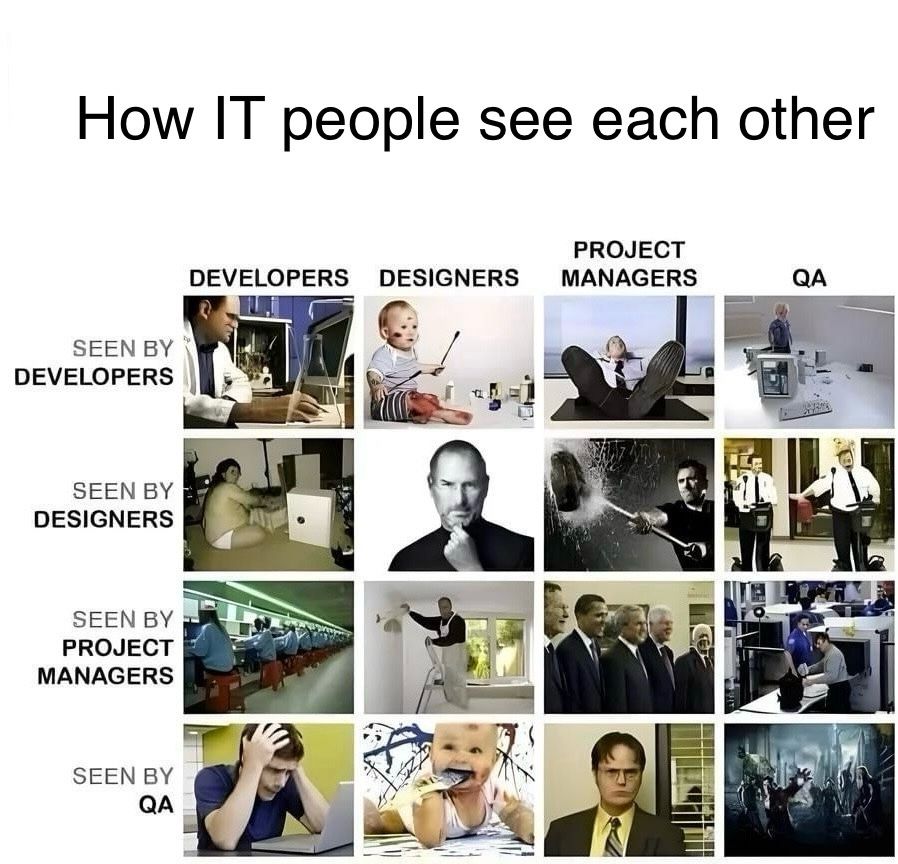 How IT people see each other
DEVELOPERS DESIGNERS PROJECT MANAGERS QA
SEEN BY
DEVELOPERS
SEEN BY
DESIGNERS
SEEN BY
PROJECT
MANAGERS
SEEN BY
QA